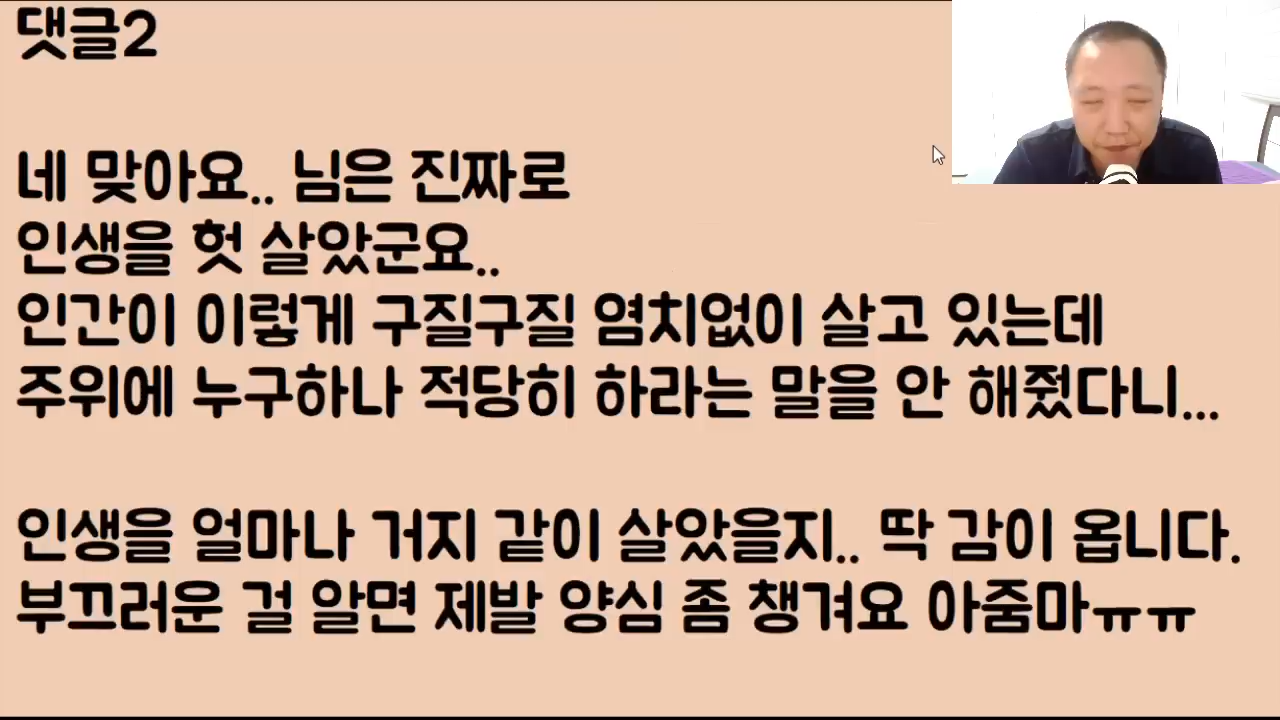 댓글2
네 맞아요.. 님은 진짜로
인생을 헛 살았군요..
인간이 이렇게 구질구질 염치없이 살고 있는데
주위에 누구하나 적당히 하라는 말을 안 해줬다니...
인생을 얼마나 거지 같이 살았을지.. 딱 감이 옵니다.
부끄러운 걸 알면 제발 양심 좀 챙겨요 아줌마ㅠㅠ